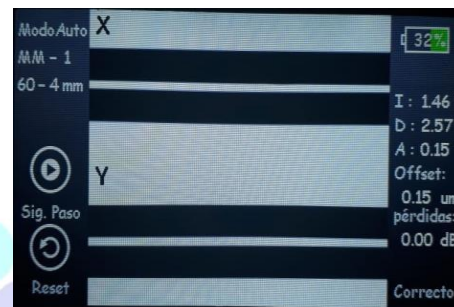 Modo Auto
MM - 1
60 - 4 mm
X
Y
Sig. Paso
Reset
32%
I : 1.46
D : 2.57
A : 0.15
Offset:
0.15 um
pérdidas:
0.00 dB
Correcto